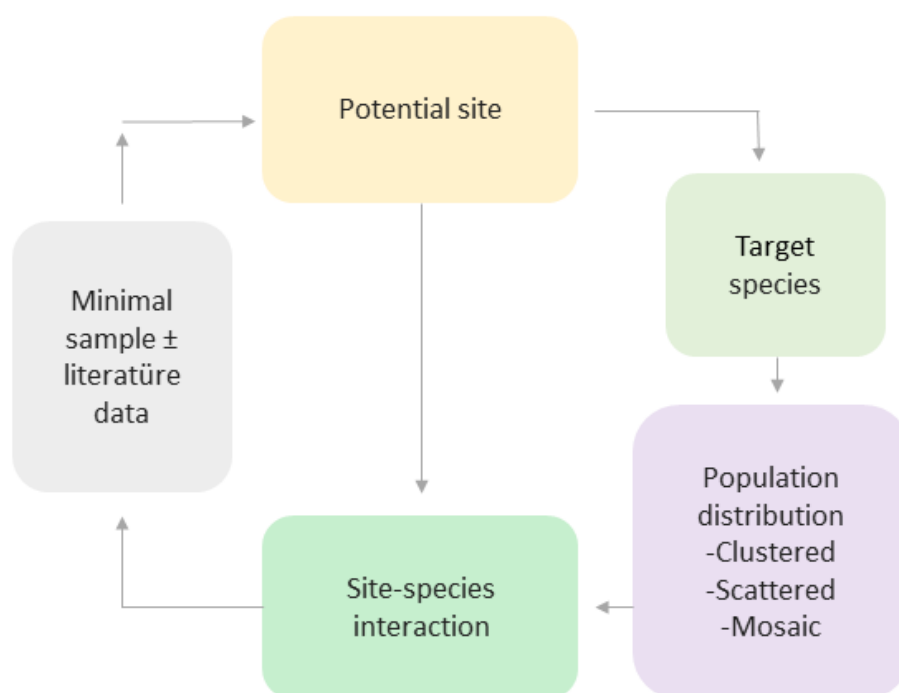 Potential site
Target
species
Minimal
sample ±
literatüre
data
Population
distribution
-Clustered
-Scattered
-Mosaic
Site-species
interaction